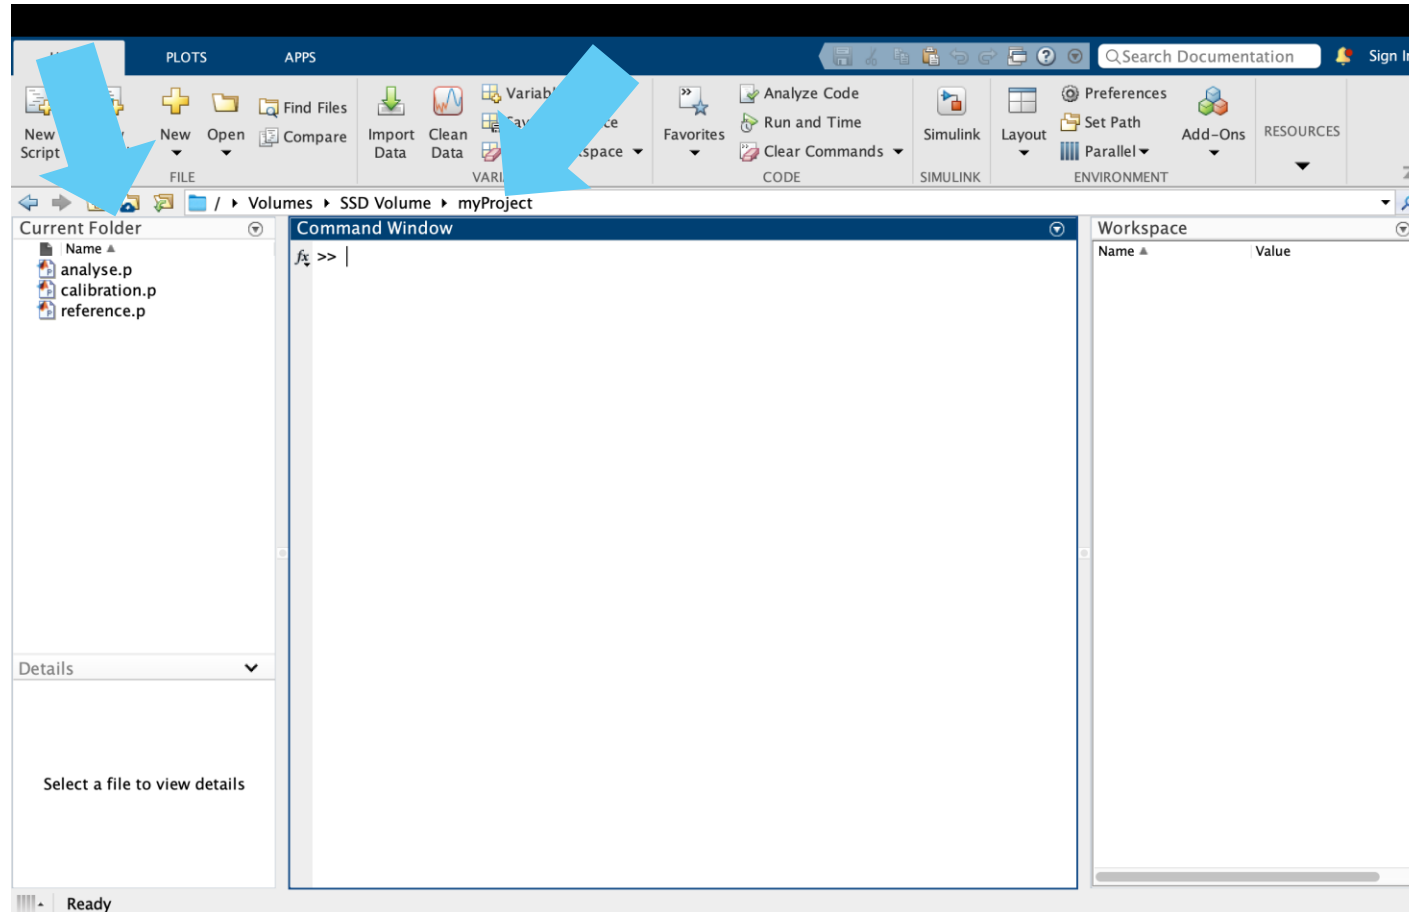 PLOTS APPS Search Documentation Sign In
New Script New Open Find Files Compare
Import Data Clean Data
Favorites Analyze Code Run and Time Clear Commands
Simulink Layout Preferences Set Path Parallel Add-Ons RESOURCES
FILE CODE SIMULINK ENVIRONMENT
/ Volumes SSD Volume myProject
Current Folder
Name
analyse.p
calibration.p
reference.p
Details
Select a file to view details
Command Window
fx >>
Workspace
Name Value
Ready